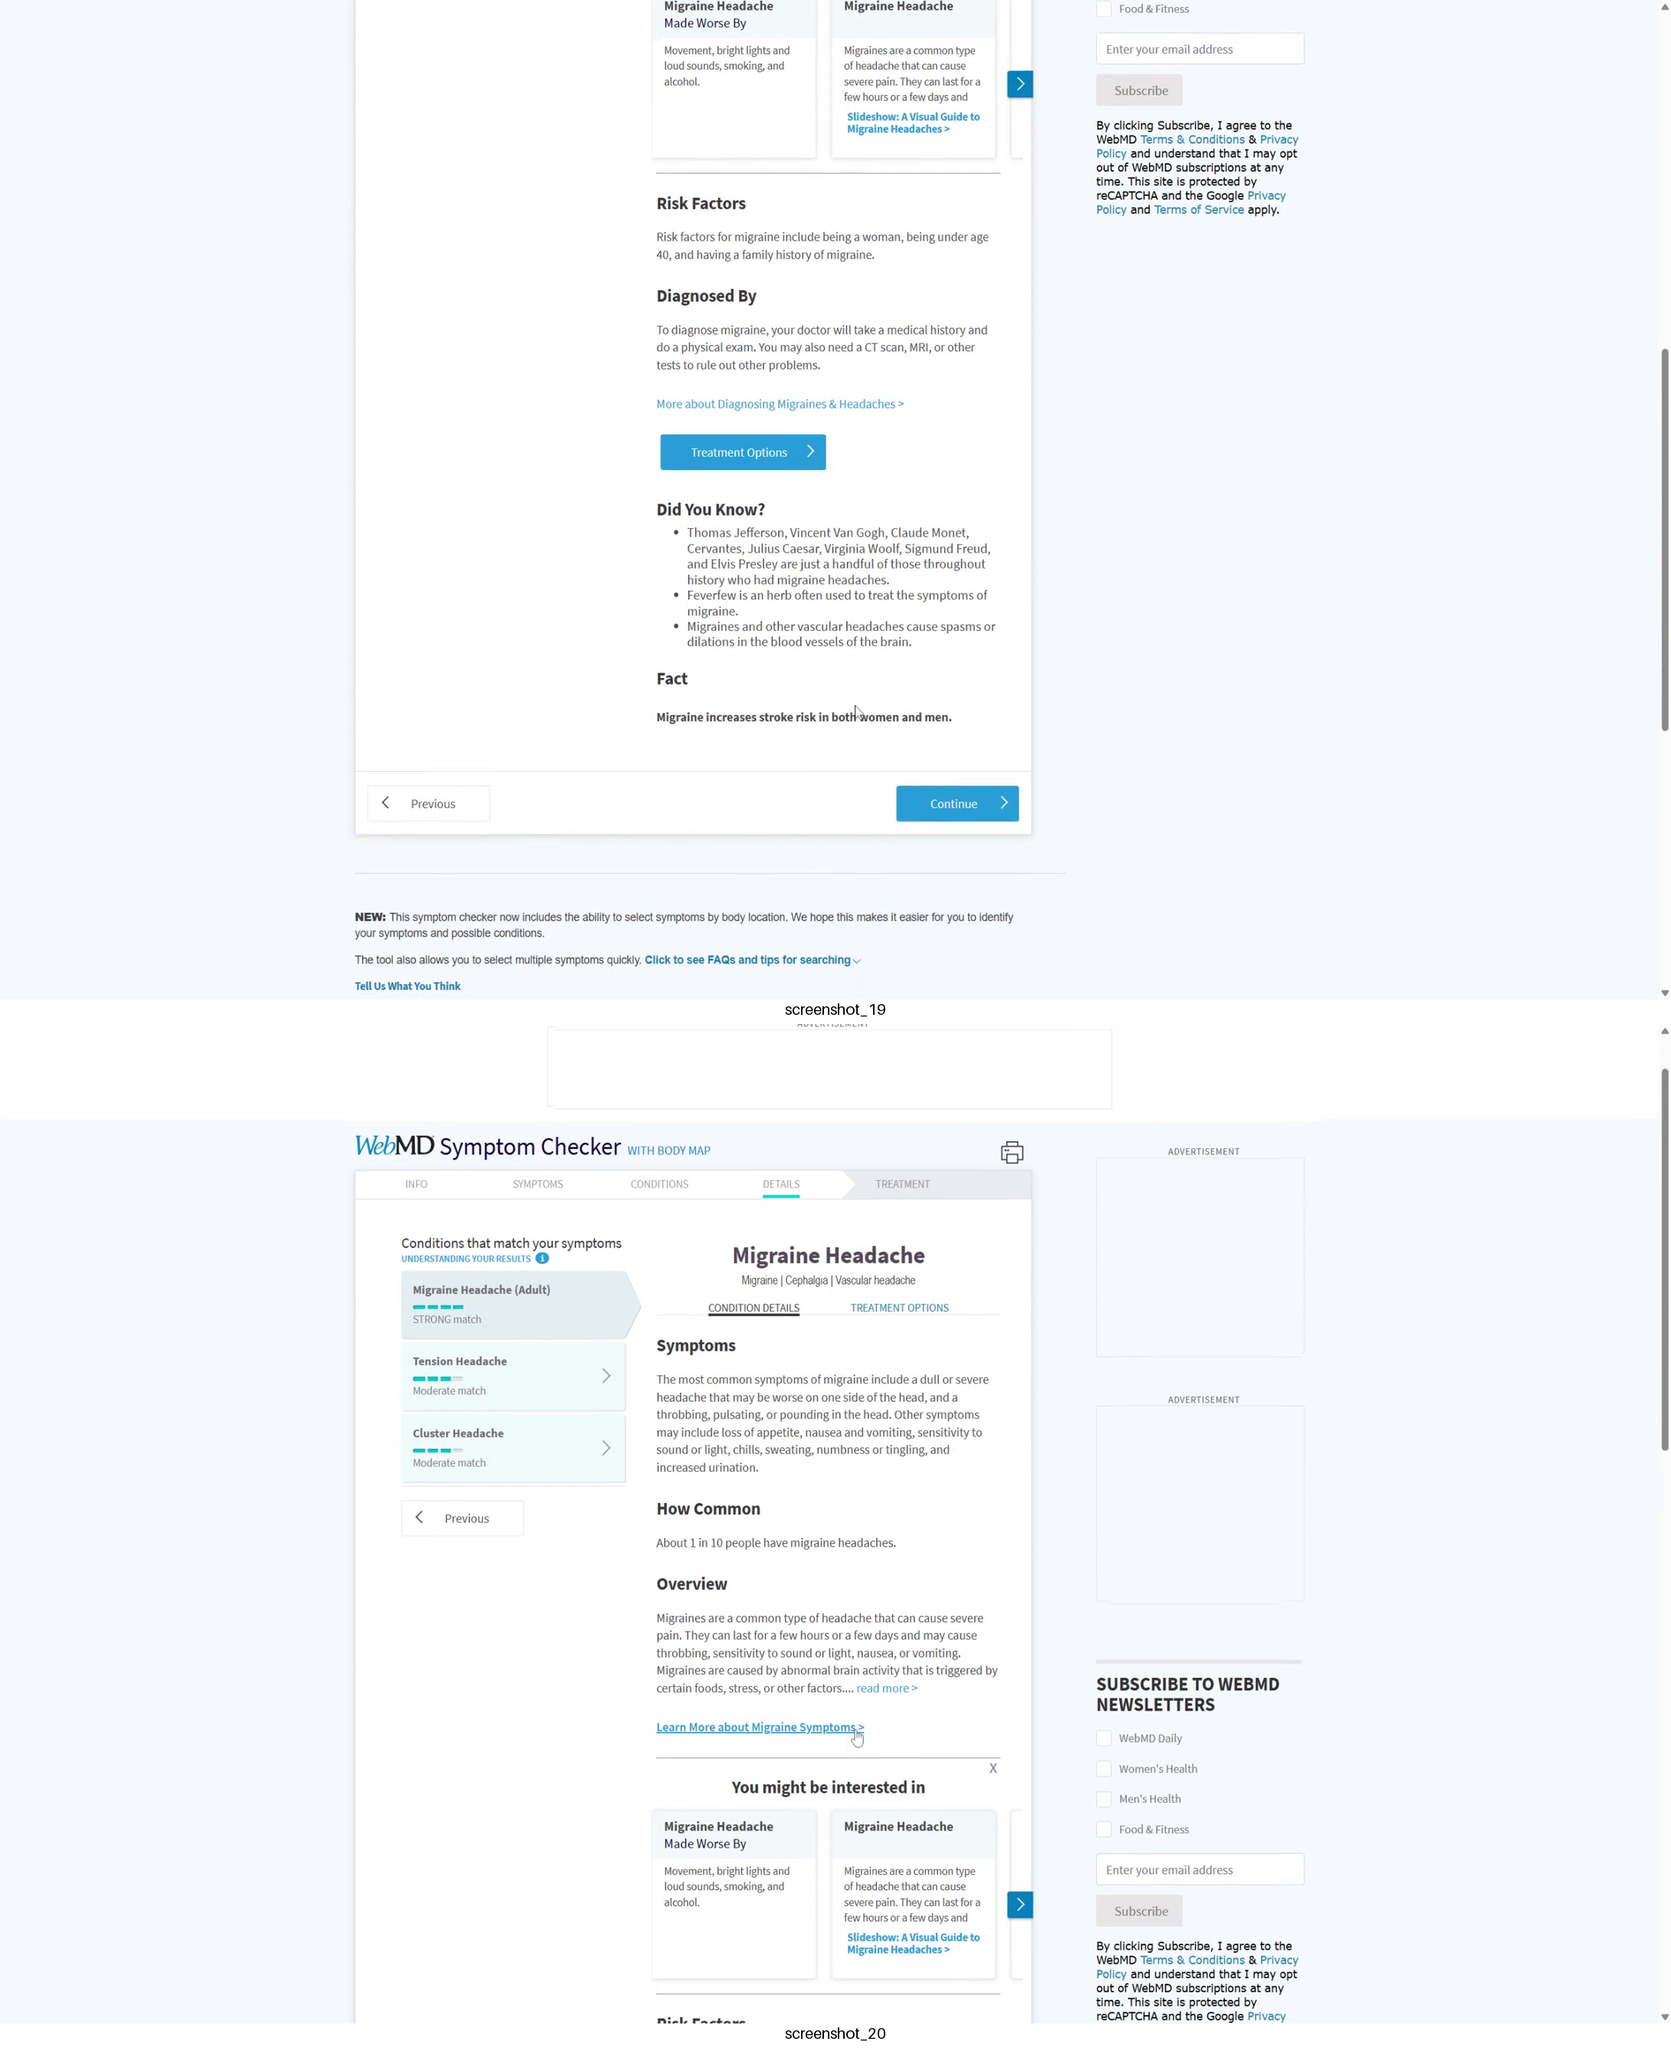 Migraine Headache
Made Worse By
Movement, bright lights and
loud sounds, smoking, and
alcohol.
Migraine Headache
Migraines are a common type
of headache that can cause
severe pain. They can last for a
few hours or a few days and
Slideshow: A Visual Guide to
Migraine Headaches >
Risk Factors
Risk factors for migraine include being a woman, being under age
40, and having a family history of migraine.
Diagnosed By
To diagnose migraine, your doctor will take a medical history and
do a physical exam. You may also need a CT scan, MRI, or other
tests to rule out other problems.
More about Diagnosing Migraines & Headaches >
Treatment Options
Did You Know?
• Thomas Jefferson, Vincent Van Gogh, Claude Monet,
Cervantes, Julius Caesar, Virginia Woolf, Sigmund Freud,
and Elvis Presley are just a handful of those throughout
history who had migraine headaches.
• Feverfew is an herb often used to treat the symptoms of
migraine.
• Migraines and other vascular headaches cause spasms or
dilations in the blood vessels of the brain.
Fact
Migraine increases stroke risk in both women and men.
Previous
Continue
NEW: This symptom checker now includes the ability to select symptoms by body location. We hope this makes it easier for you to identify
your symptoms and possible conditions.
The tool also allows you to select multiple symptoms quickly. Click to see FAQs and tips for searching
Tell Us What You Think
Food & Fitness
Enter your email address
Subscribe
By clicking Subscribe, I agree to the
WebMD Terms & Conditions & Privacy
Policy and understand that I may opt
out of WebMD subscriptions at any
time. This site is protected by
reCAPTCHA and the Google Privacy
Policy and Terms of Service apply.
screenshot_19
ADVERTISEMENT
WebMD Symptom Checker WITH BODY MAP
INFO
SYMPTOMS
CONDITIONS
DETAILS
TREATMENT
Conditions that match your symptoms
UNDERSTANDING YOUR RESULTS i
Migraine Headache (Adult)
STRONG match
Tension Headache
Moderate match
Cluster Headache
Moderate match
Previous
Migraine Headache
Migraine | Cephalgia | Vascular headache
CONDITION DETAILS
TREATMENT OPTIONS
Symptoms
The most common symptoms of migraine include a dull or severe
headache that may be worse on one side of the head, and a
throbbing, pulsating, or pounding in the head. Other symptoms
may include loss of appetite, nausea and vomiting, sensitivity to
sound or light, chills, sweating, numbness or tingling, and
increased urination.
How Common
About 1 in 10 people have migraine headaches.
Overview
Migraines are a common type of headache that can cause severe
pain. They can last for a few hours or a few days and may cause
throbbing, sensitivity to sound or light, nausea, or vomiting.
Migraines are caused by abnormal brain activity that is triggered by
certain foods, stress, or other factors.... read more >
Learn More about Migraine Symptoms >
X
You might be interested in
Migraine Headache
Made Worse By
Movement, bright lights and
loud sounds, smoking, and
alcohol.
Migraine Headache
Migraines are a common type
of headache that can cause
severe pain. They can last for a
few hours or a few days and
Slideshow: A Visual Guide to
Migraine Headaches >
Risk Factors
ADVERTISEMENT
ADVERTISEMENT
SUBSCRIBE TO WEBMD
NEWSLETTERS
WebMD Daily
Women's Health
Men's Health
Food & Fitness
Enter your email address
Subscribe
By clicking Subscribe, I agree to the
WebMD Terms & Conditions & Privacy
Policy and understand that I may opt
out of WebMD subscriptions at any
time. This site is protected by
reCAPTCHA and the Google Privacy
screenshot_20